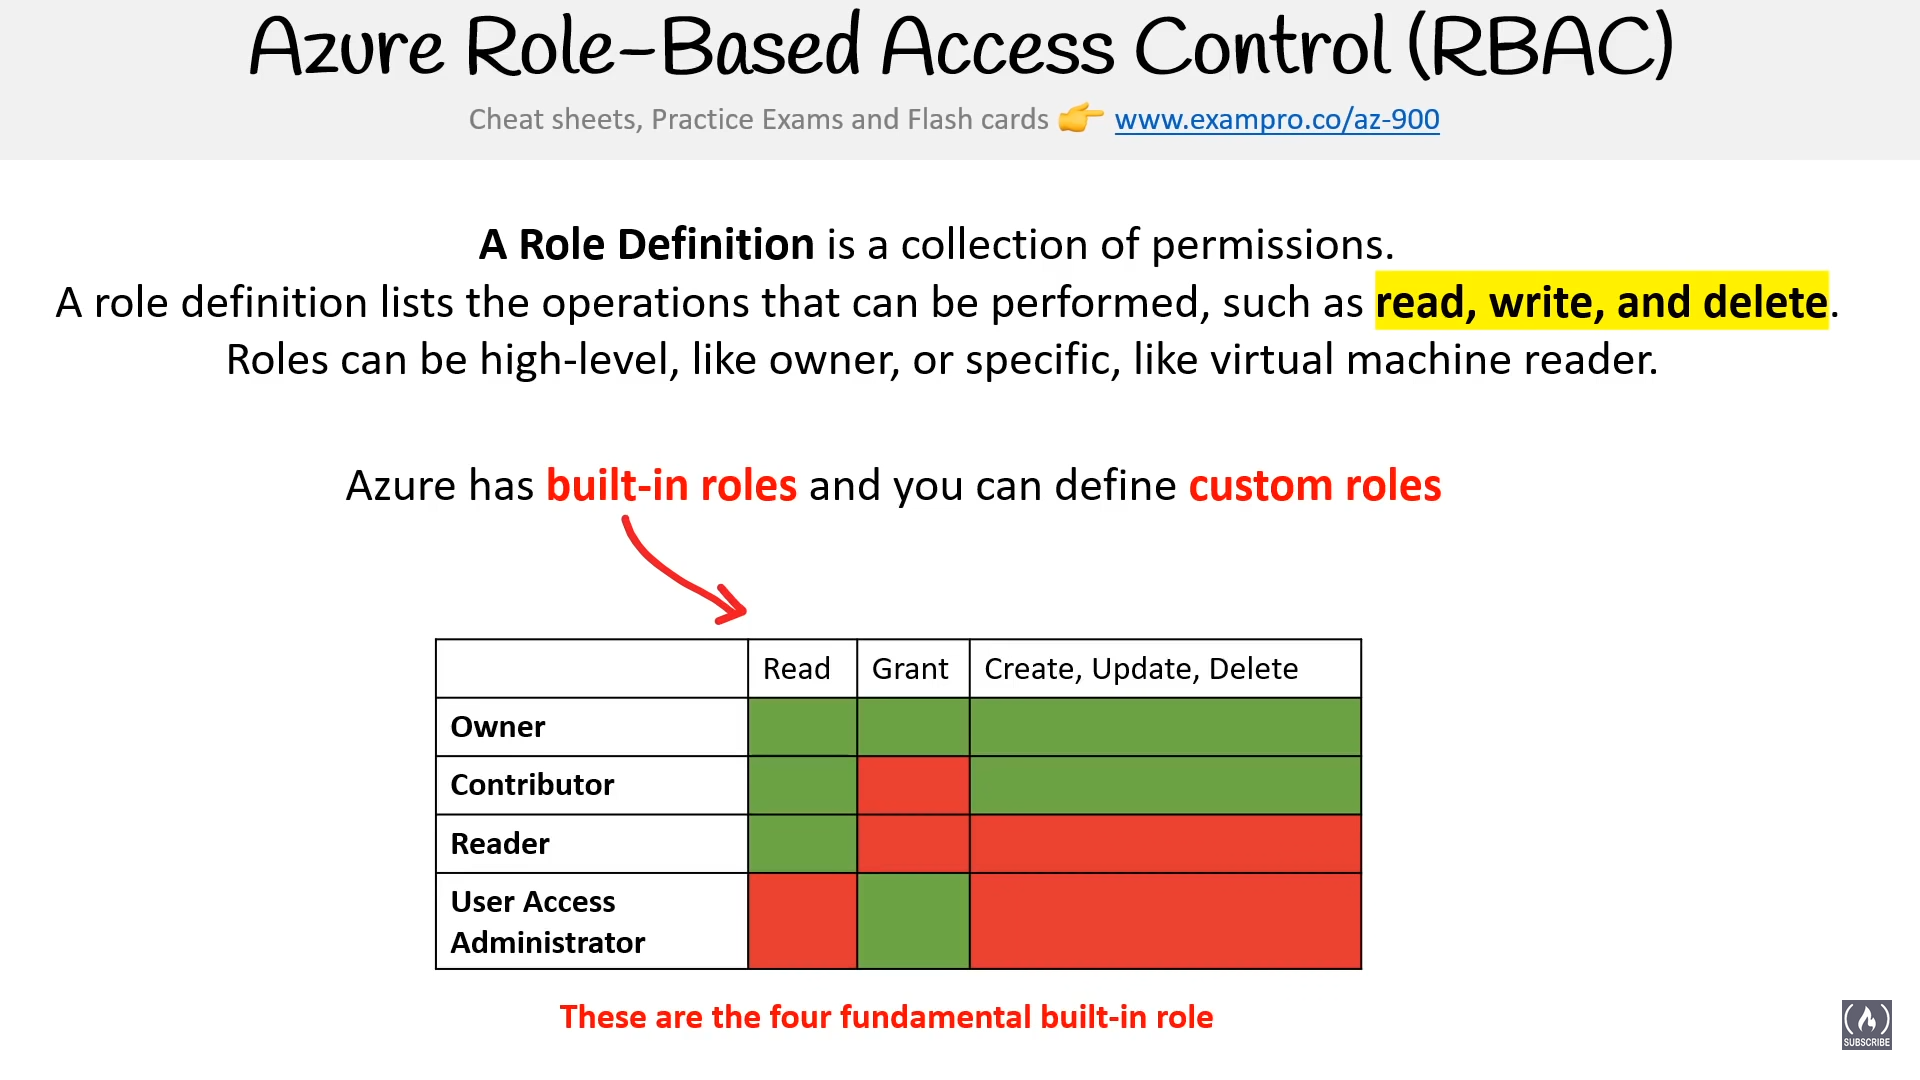 Azure Role-Based Access Control (RBAC)
Cheat sheets, Practice Exams and Flash cards 👉 www.exampro.co/az-900
A Role Definition is a collection of permissions.
A role definition lists the operations that can be performed, such as read, write, and delete.
Roles can be high-level, like owner, or specific, like virtual machine reader.
Azure has built-in roles and you can define custom roles
Read Grant Create, Update, Delete
Owner
Contributor
Reader
User Access
Administrator
These are the four fundamental built-in role
SUBSCRIBE